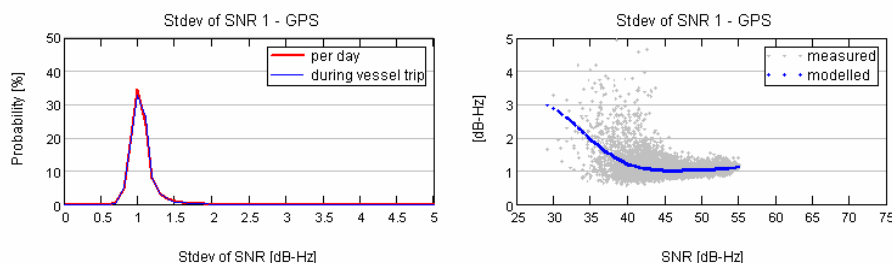 Stdev of SNR 1 - GPS
50
40
30
20
10
0
Probability [%]
per day
during vessel trip
0 0.5 1 1.5 2 2.5 3 3.5 4 4.5 5
Stdev of SNR [dB-Hz]
Stdev of SNR 1 - GPS
5
4
3
2
1
0
[dB-Hz]
measured
modelled
25 30 35 40 45 50 55 60 65 70 75
SNR [dB-Hz]